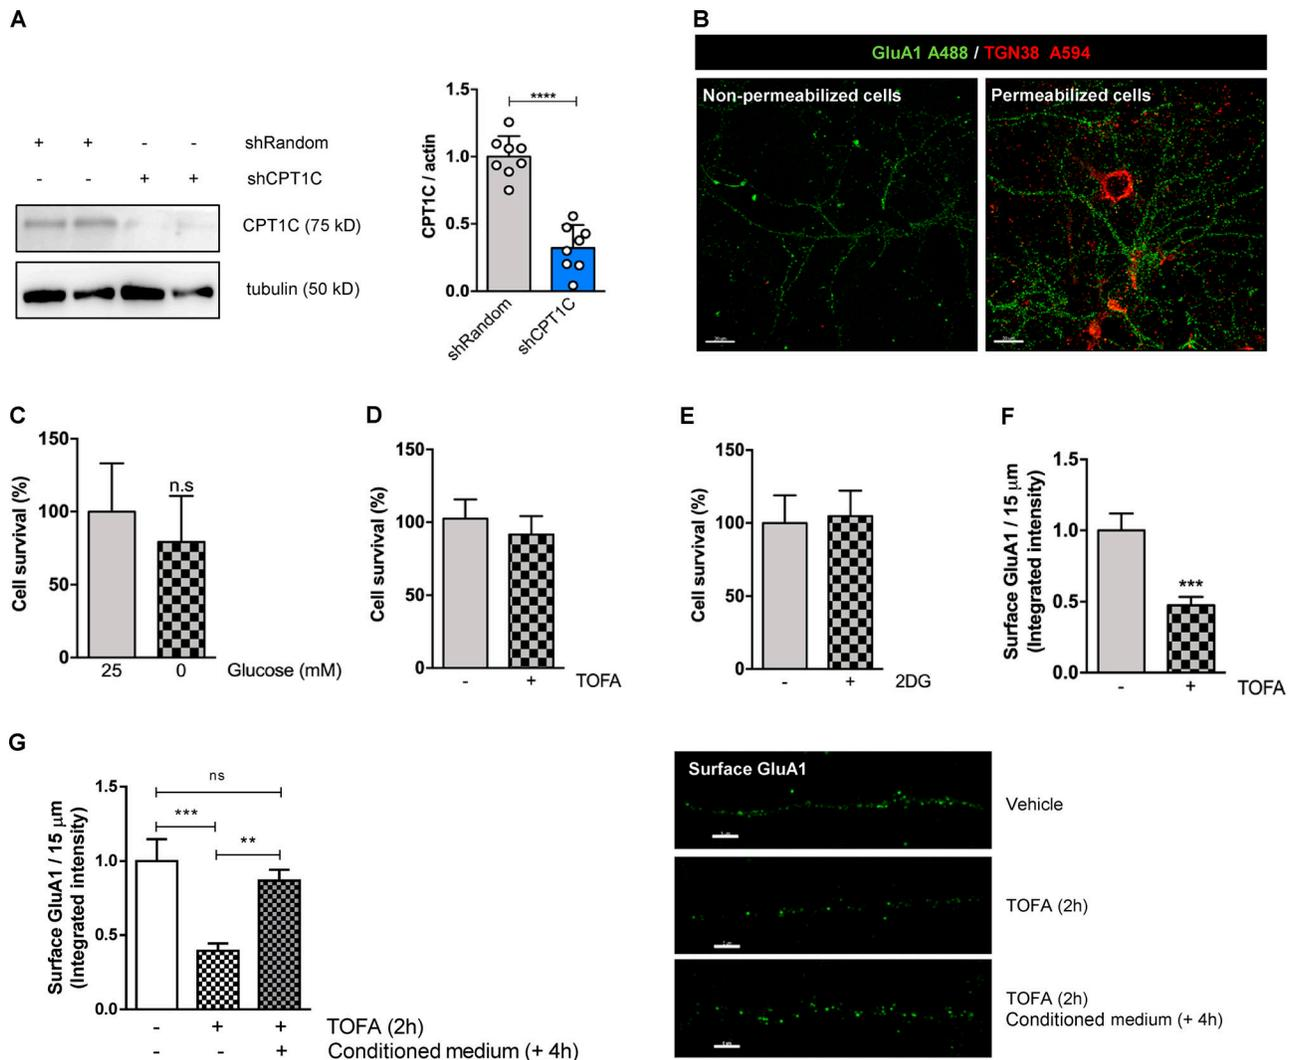 A
+ + - - shRandom
- - + + shCPT1C
CPT1C (75 kD)
tubulin (50 kD)
CPT1C / actin
1.5
1.0
0.5
0.0
****
shRandom
shCPT1C
B
GluA1 A488 / TGN38 A594
Non-permeabilized cells
Permeabilized cells
C
Cell survival (%)
150
100
50
0
n.s
25 0 Glucose (mM)
D
Cell survival (%)
150
100
50
0
- + TOFA
E
Cell survival (%)
150
100
50
0
- + 2DG
F
Surface GluA1 / 15 μm
(Integrated intensity)
1.5
1.0
0.5
0.0
***
- + TOFA
G
Surface GluA1 / 15 μm
(Integrated intensity)
1.5
1.0
0.5
0.0
ns
***
**
- + + TOFA (2h)
- - + Conditioned medium (+ 4h)
Surface GluA1
Vehicle
TOFA (2h)
TOFA (2h)
Conditioned medium (+ 4h)